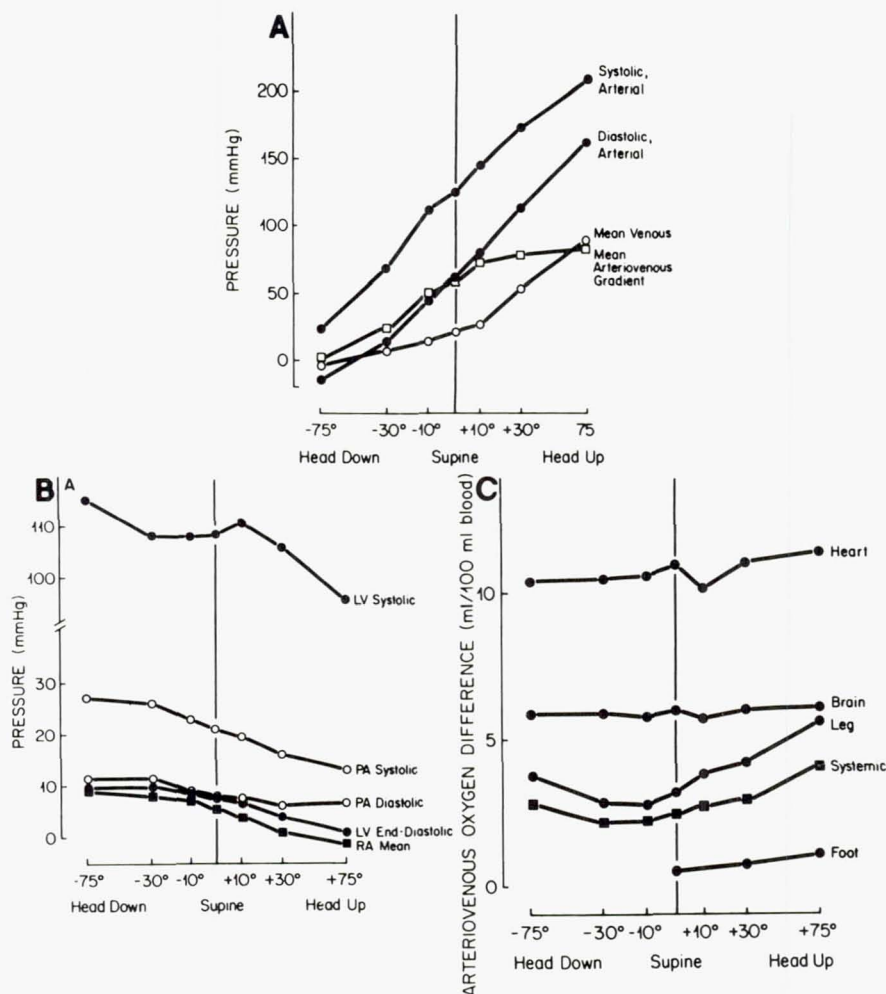 A
PRESSURE (mmHg)
200
150
100
50
0
Systolic,
Arterial
Diastolic,
Arterial
Mean Venous
Mean
Arteriovenous
Gradient
-75° -30° -10° +10° +30° 75
Head Down Supine Head Up
B A
PRESSURE (mmHg)
110
100
30
20
10
0
LV Systolic
PA Systolic
PA Diastolic
LV End-Diastolic
RA Mean
-75° -30° -10° +10° +30° +75°
Head Down Supine Head Up
C
ARTERIOVENOUS OXYGEN DIFFERENCE (ml/100 ml blood)
10
5
0
Heart
Brain
Leg
Systemic
Foot
-75° -30° -10° +10° +30° +75°
Head Down Supine Head Up